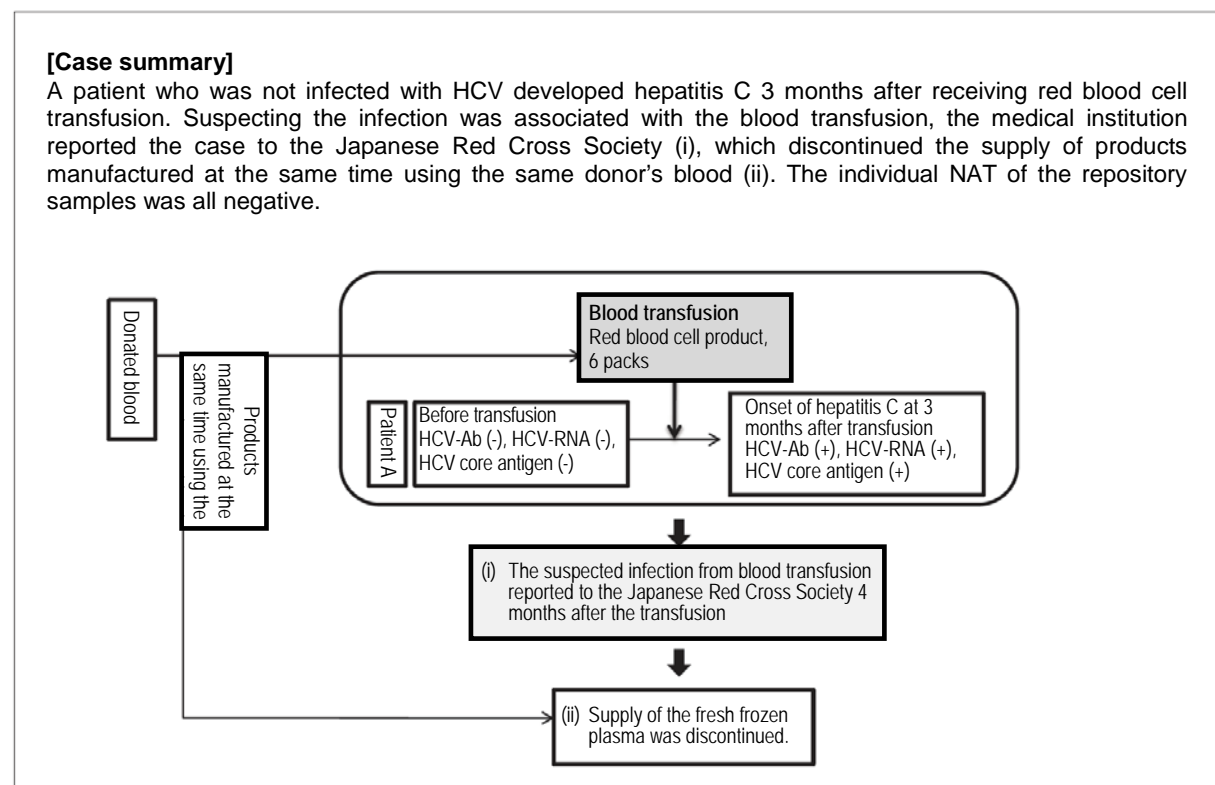 [Case summary]
A patient who was not infected with HCV developed hepatitis C 3 months after receiving red blood cell
transfusion. Suspecting the infection was associated with the blood transfusion, the medical institution
reported the case to the Japanese Red Cross Society (i), which discontinued the supply of products
manufactured at the same time using the same donor's blood (ii). The individual NAT of the repository
samples was all negative.
Donated blood
Products
manufactured at the
same time using the
Blood transfusion
Red blood cell product,
6 packs
Patient A
Before transfusion
HCV-Ab (-), HCV-RNA (-),
HCV core antigen (-)
Onset of hepatitis C at 3
months after transfusion
HCV-Ab (+), HCV-RNA (+),
HCV core antigen (+)
(i) The suspected infection from blood transfusion
reported to the Japanese Red Cross Society 4
months after the transfusion
(ii) Supply of the fresh frozen
plasma was discontinued.